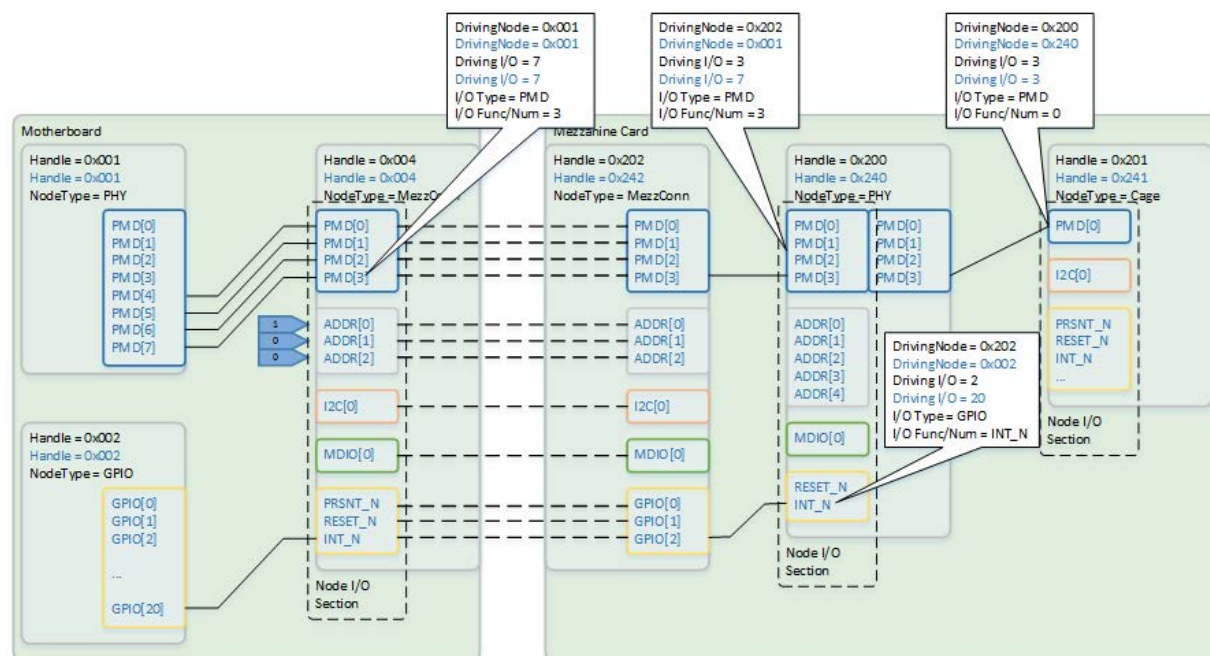 DrivingNode = 0x001
DrivingNode = 0x001
Driving I/O = 7
Driving I/O = 7
I/O Type = PMD
I/O Func/Num = 3
DrivingNode = 0x202
DrivingNode = 0x001
Driving I/O = 3
Driving I/O = 7
I/O Type = PMD
I/O Func/Num = 3
DrivingNode = 0x200
DrivingNode = 0x240
Driving I/O = 3
Driving I/O = 3
I/O Type = PMD
I/O Func/Num = 0
Motherboard
Handle = 0x001
Handle = 0x001
NodeType = PHY
PMD[0]
PMD[1]
PMD[2]
PMD[3]
PMD[4]
PMD[5]
PMD[6]
PMD[7]
Handle = 0x002
Handle = 0x002
NodeType = GPIO
GPIO[0]
GPIO[1]
GPIO[2]
...
GPIO[20]
Handle = 0x004
Handle = 0x004
NodeType = MezzConn
PMD[0]
PMD[1]
PMD[2]
PMD[3]
1
0
0
ADDR[0]
ADDR[1]
ADDR[2]
I2C[0]
MDIO[0]
PRSNT_N
RESET_N
INT_N
Node I/O
Section
Mezzanine Card
Handle = 0x202
Handle = 0x242
NodeType = MezzConn
PMD[0]
PMD[1]
PMD[2]
PMD[3]
ADDR[0]
ADDR[1]
ADDR[2]
I2C[0]
MDIO[0]
GPIO[0]
GPIO[1]
GPIO[2]
Handle = 0x200
Handle = 0x240
NodeType = PHY
PMD[0]
PMD[1]
PMD[2]
PMD[3]
PMD[0]
PMD[1]
PMD[2]
PMD[3]
ADDR[0]
ADDR[1]
ADDR[2]
ADDR[3]
ADDR[4]
MDIO[0]
RESET_N
INT_N
Node I/O
Section
DrivingNode = 0x202
DrivingNode = 0x002
Driving I/O = 2
Driving I/O = 20
I/O Type = GPIO
I/O Func/Num = INT_N
Handle = 0x201
Handle = 0x241
NodeType = Cage
PMD[0]
I2C[0]
PRSNT_N
RESET_N
INT_N
...
Node I/O
Section